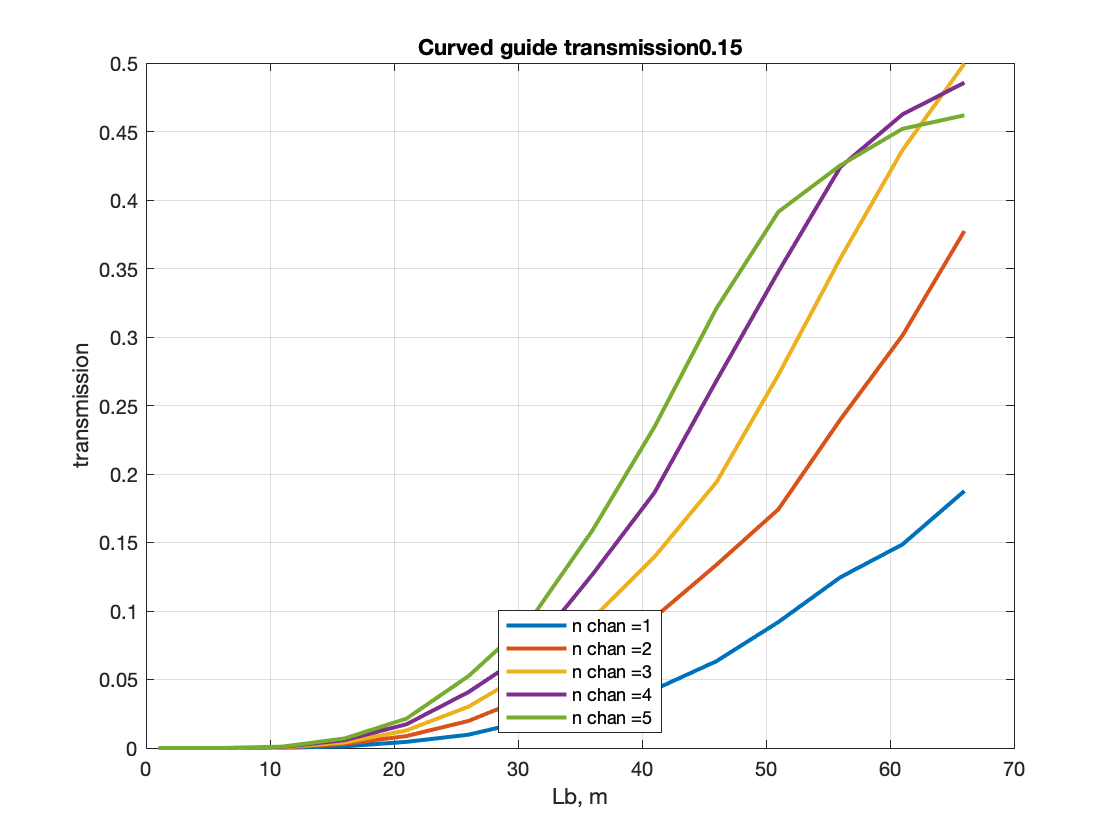 Curved guide transmission0.15
0.5
0.45
0.4
0.35
0.3
0.25
0.2
0.15
0.1
0.05
0
transmission
n chan =1
n chan =2
n chan =3
n chan =4
n chan =5
0 10 20 30 40 50 60 70
Lb, m